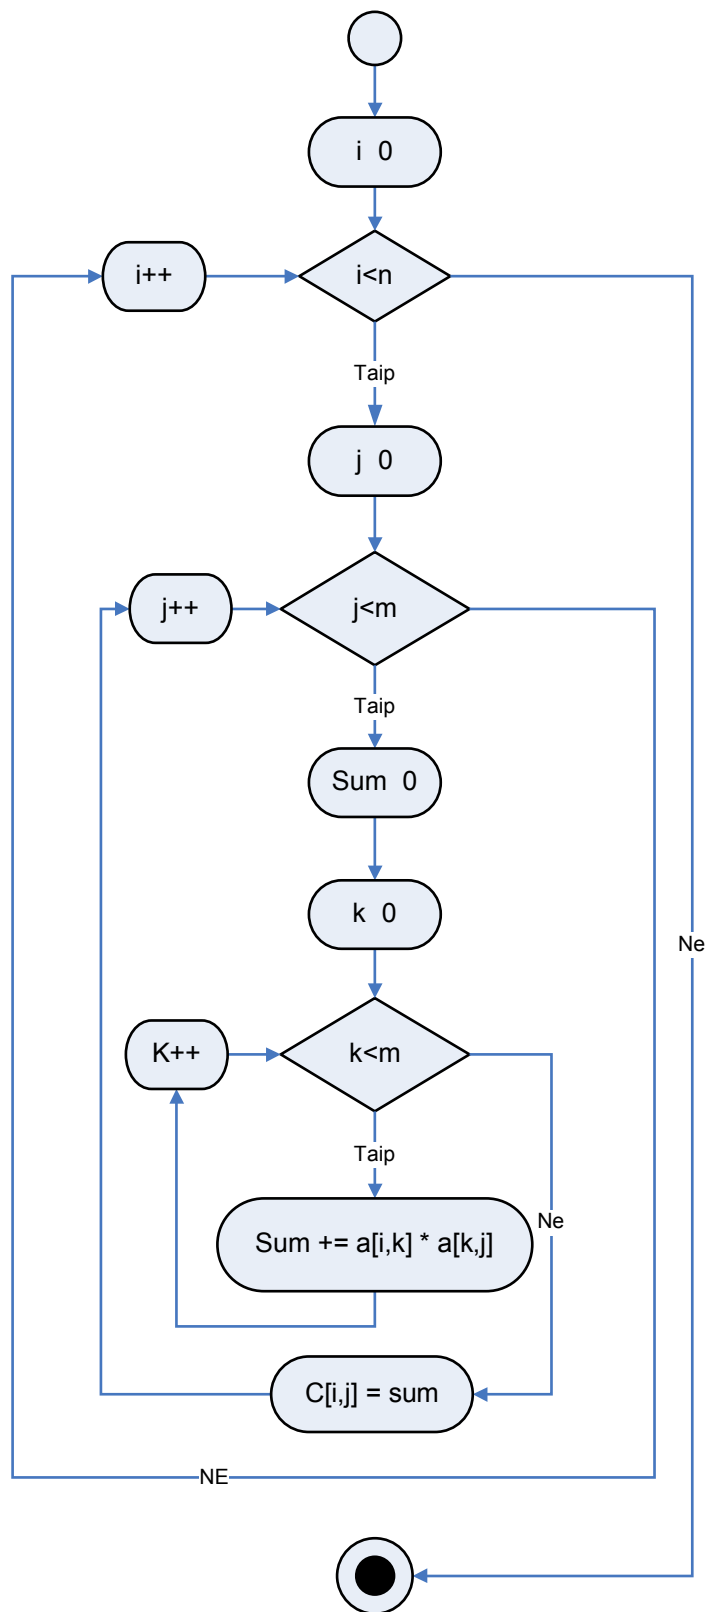 i  0
i++
i<n
Taip
j  0
j++
j<m
Taip
Sum  0
k  0
Ne
K++
k<m
Taip
Ne
Sum += a[i,k] * a[k,j]
C[i,j] = sum
NE